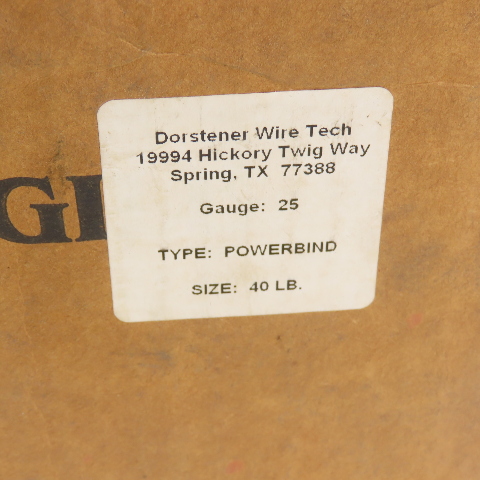 Dorstener Wire Tech
19994 Hickory Twig Way
Spring, TX 77388
Gauge: 25
TYPE: POWERBIND
SIZE: 40 LB.